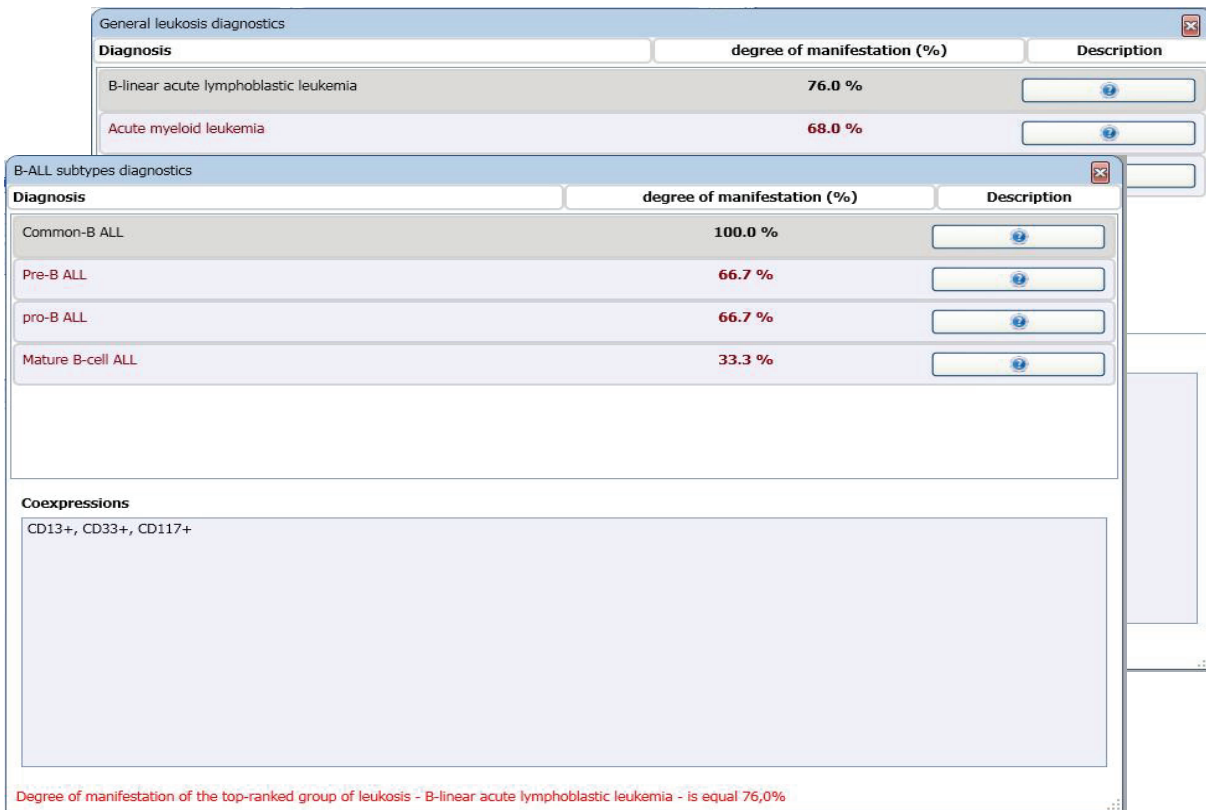 General leukosis diagnostics
Diagnosis degree of manifestation (%) Description
B-linear acute lymphoblastic leukemia 76.0 %
Acute myeloid leukemia 68.0 %
B-ALL subtypes diagnostics
Diagnosis degree of manifestation (%) Description
Common-B ALL 100.0 %
Pre-B ALL 66.7 %
pro-B ALL 66.7 %
Mature B-cell ALL 33.3 %
Coexpressions
CD13+, CD33+, CD117+
Degree of manifestation of the top-ranked group of leukosis - B-linear acute lymphoblastic leukemia - is equal 76,0%